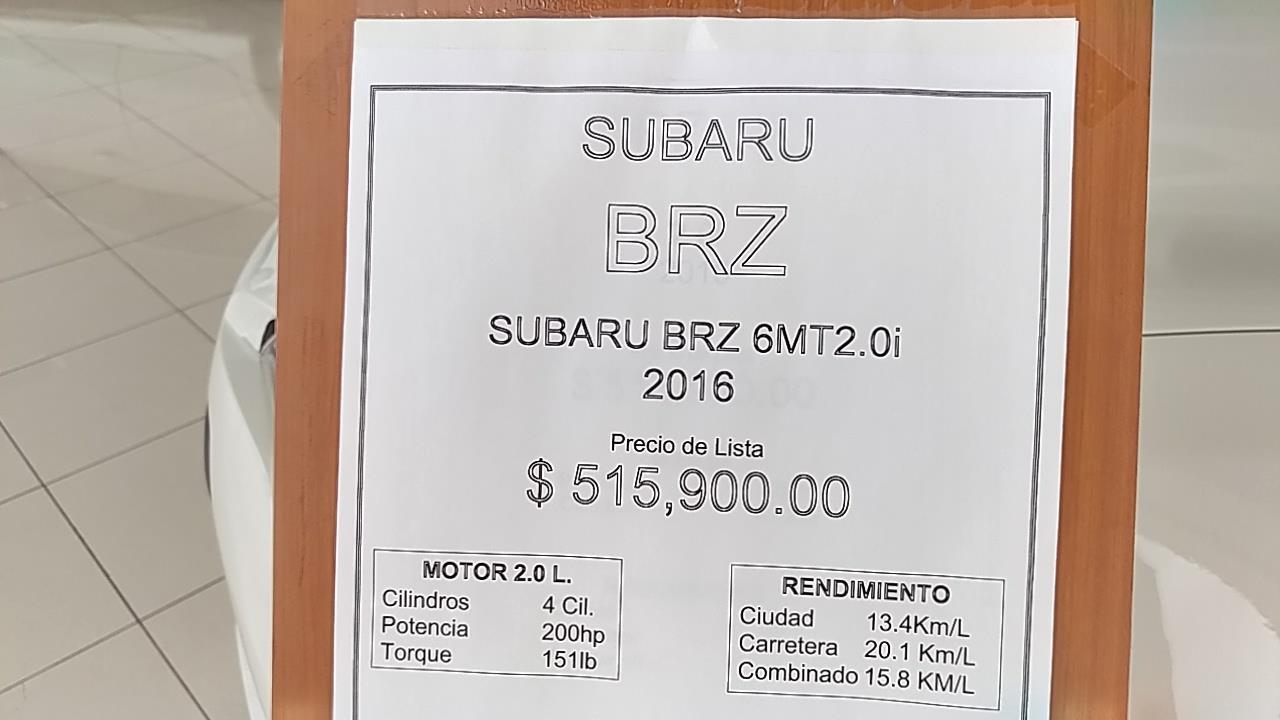 SUBARU
BRZ
SUBARU BRZ 6MT2.0i
2016
Precio de Lista
$ 515,900.00
MOTOR 2.0 L.
Cilindros 4 Cil.
Potencia 200hp
Torque 151lb
RENDIMIENTO
Ciudad 13.4Km/L
Carretera 20.1 Km/L
Combinado 15.8 KM/L